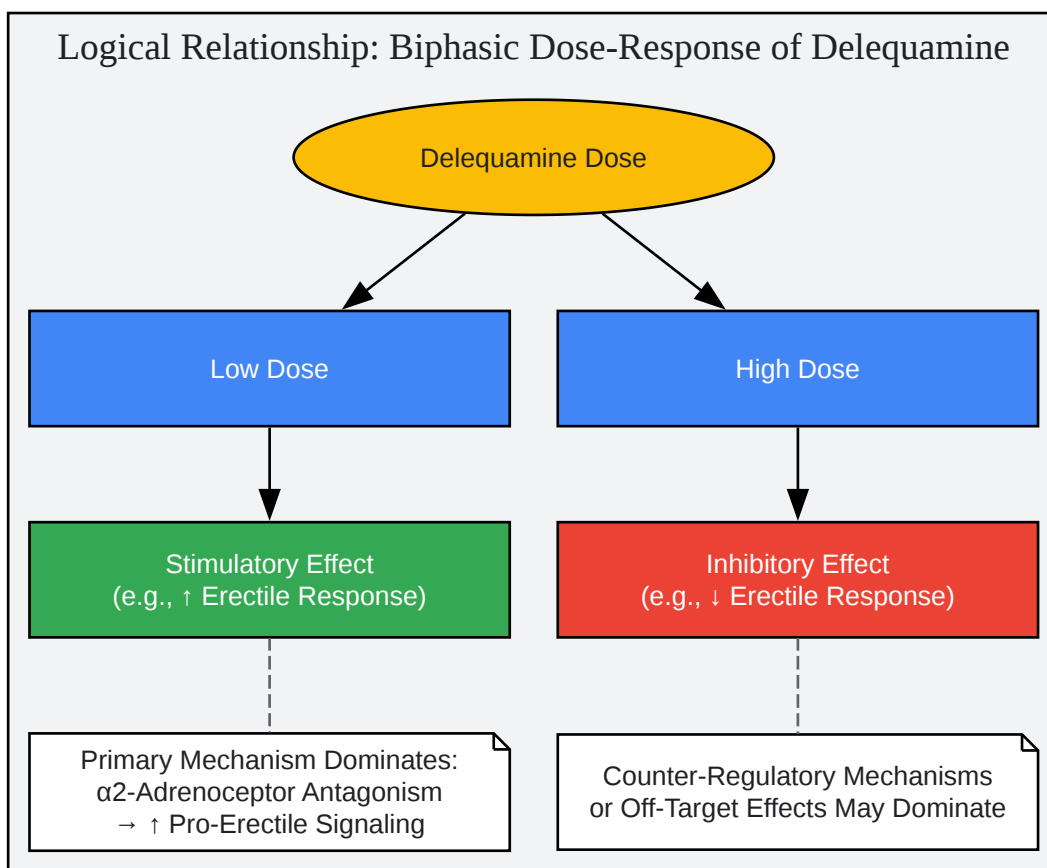 Logical Relationship: Biphasic Dose-Response of Delequamine
Delequamine Dose
Low Dose
High Dose
Stimulatory Effect
(e.g., ↑ Erectile Response)
Inhibitory Effect
(e.g., ↓ Erectile Response)
Primary Mechanism Dominates:
α2-Adrenoceptor Antagonism
→ ↑ Pro-Erectile Signaling
Counter-Regulatory Mechanisms
or Off-Target Effects May Dominate